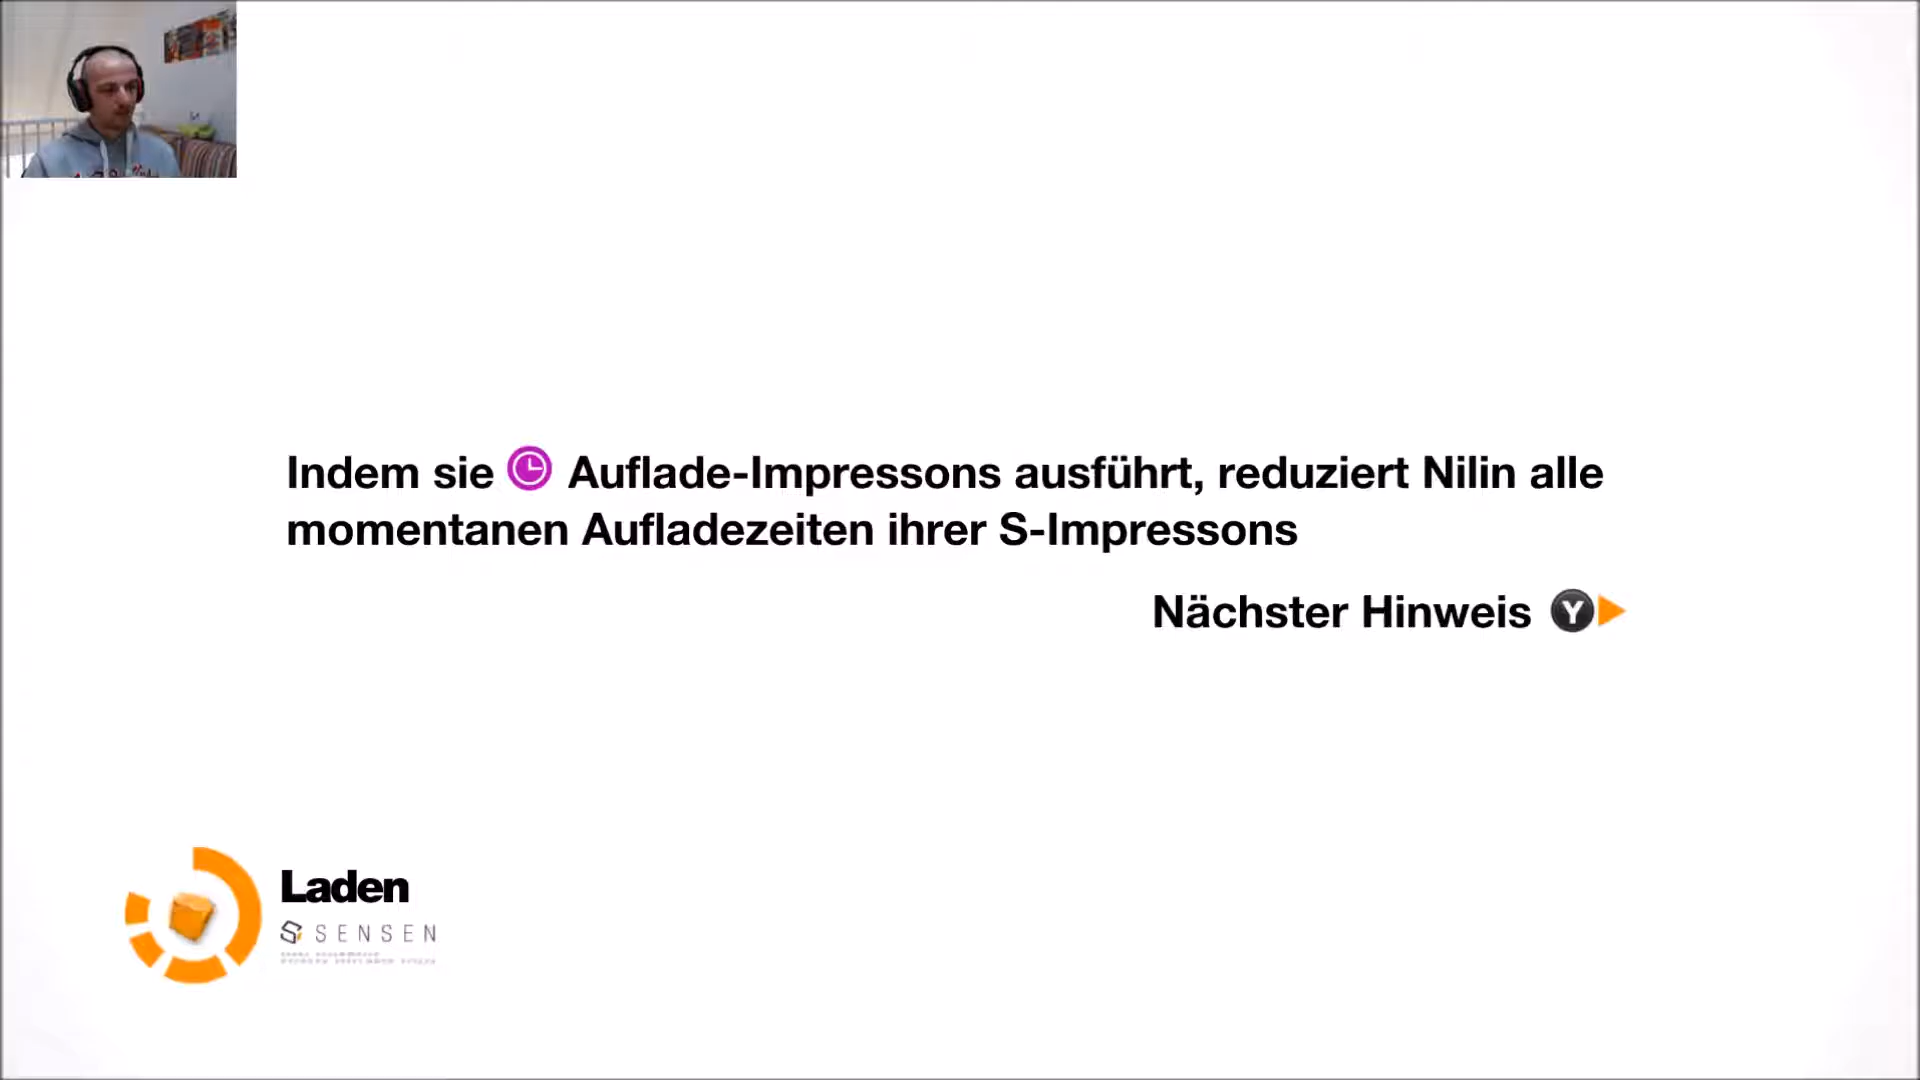 Indem sie Auflade-Impressons ausführt, reduziert Nilin alle
momentanen Aufladezeiten ihrer S-Impressons
Nächster Hinweis Y
Laden
SENSEN